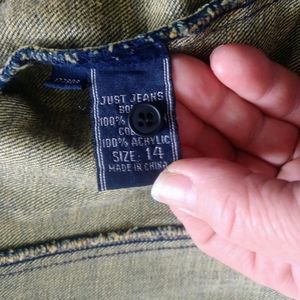 JUST JEANS
100%
100% ACRYLIC
SIZE: 14
MADE IN CHINA